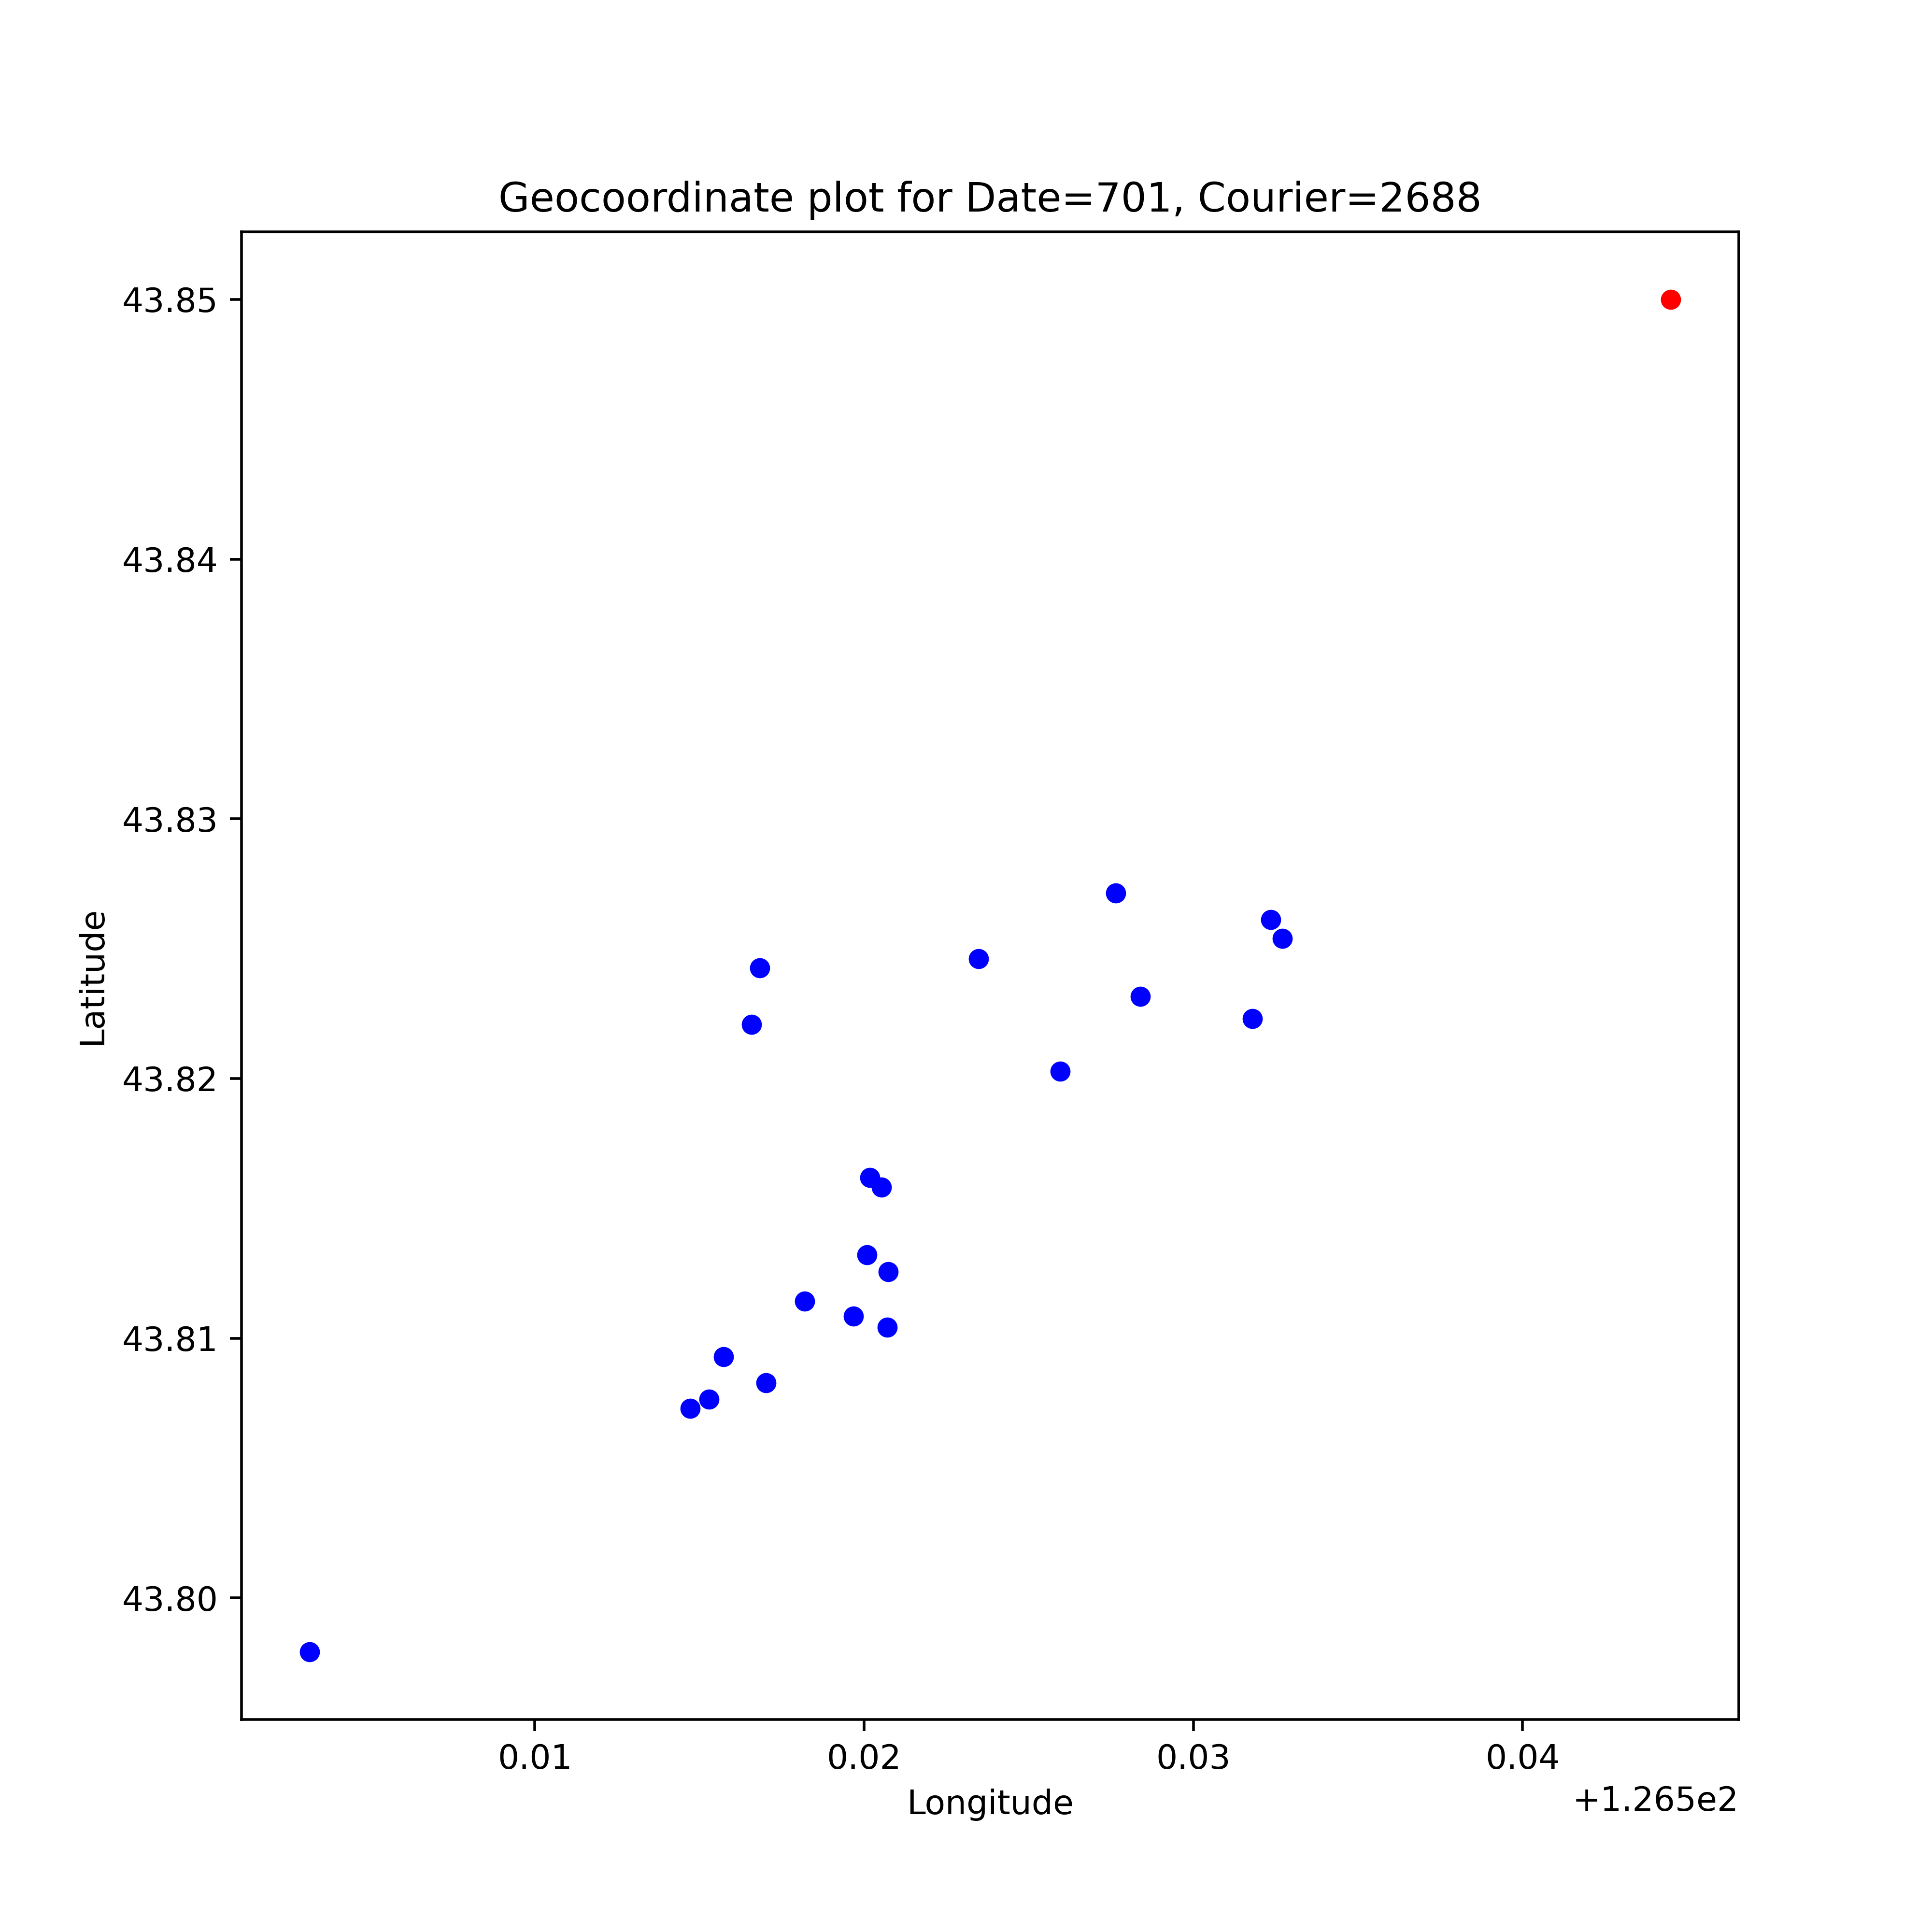 Geocoordinate plot for Date=701, Courier=2688
43.85
43.84
43.83
43.82
43.81
43.80
Latitude
0.01 0.02 0.03 0.04
Longitude
+1.265e2